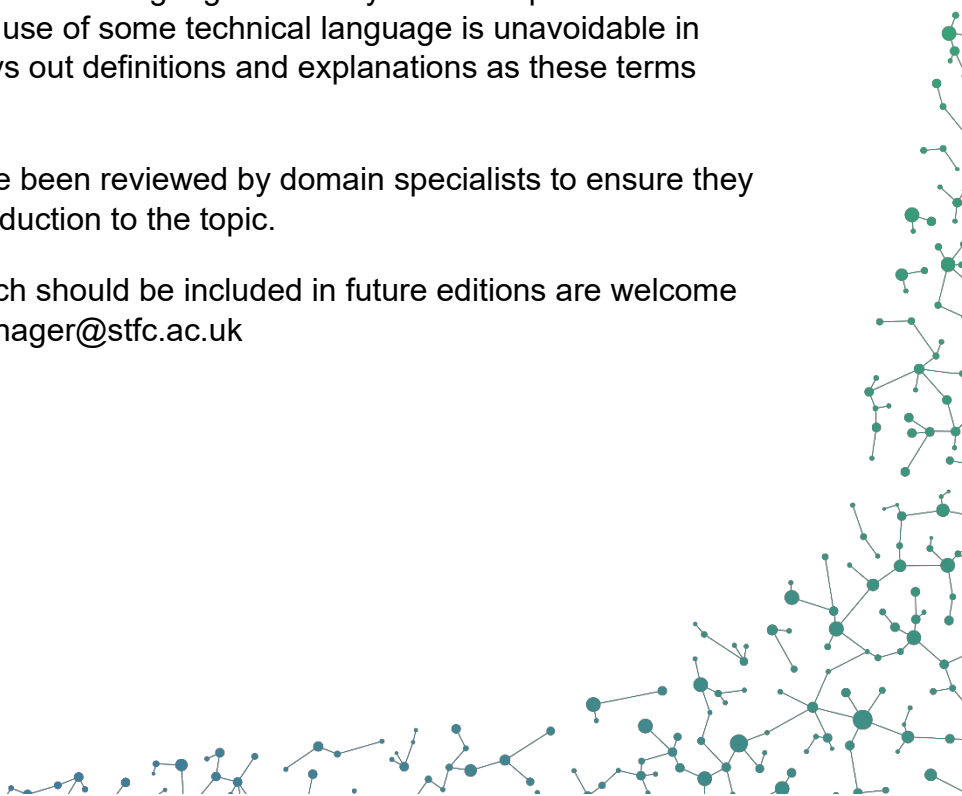 use of some technical language is unavoidable in
ys out definitions and explanations as these terms
e been reviewed by domain specialists to ensure they
duction to the topic.
ch should be included in future editions are welcome
nager@stfc.ac.uk